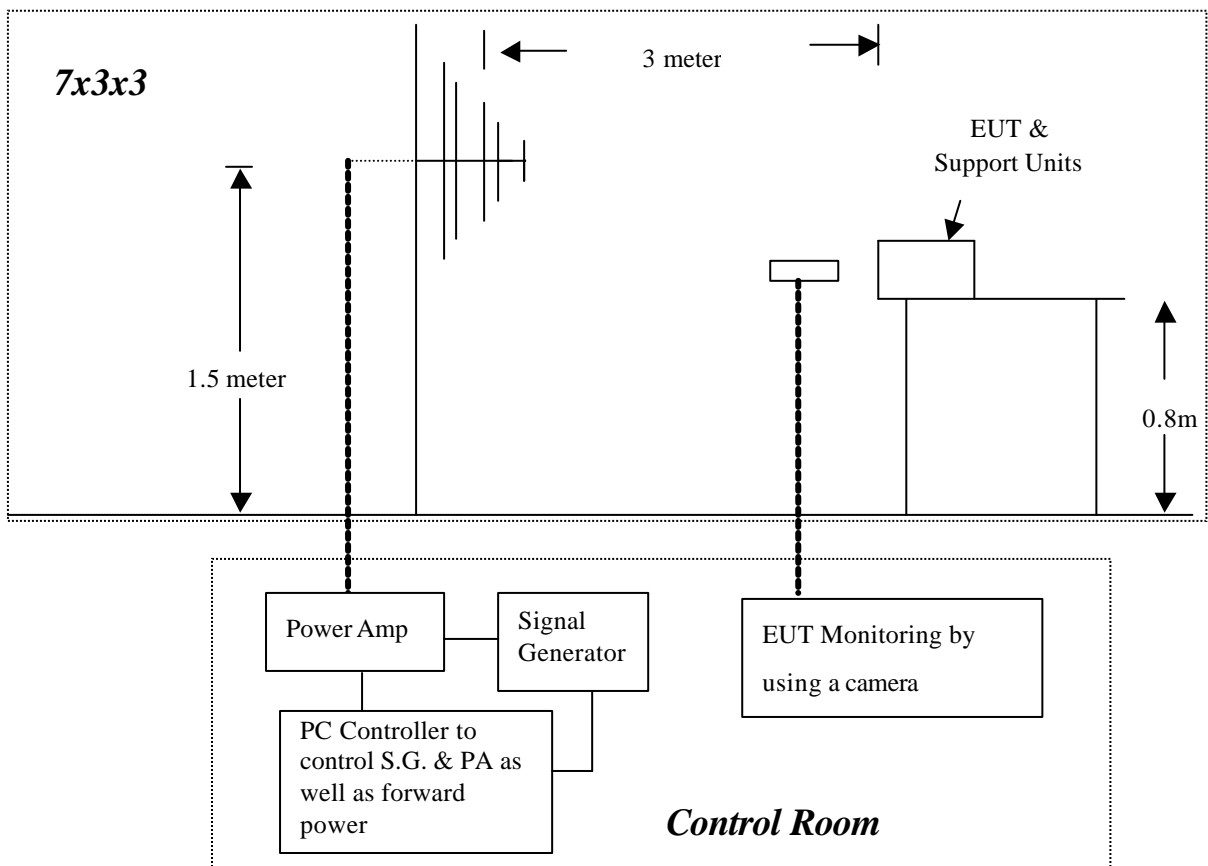 7x3x3
3 meter
EUT &
Support Units
1.5 meter
0.8m
Power Amp
Signal
Generator
EUT Monitoring by
using a camera
PC Controller to
control S.G. & PA as
well as forward
power
Control Room